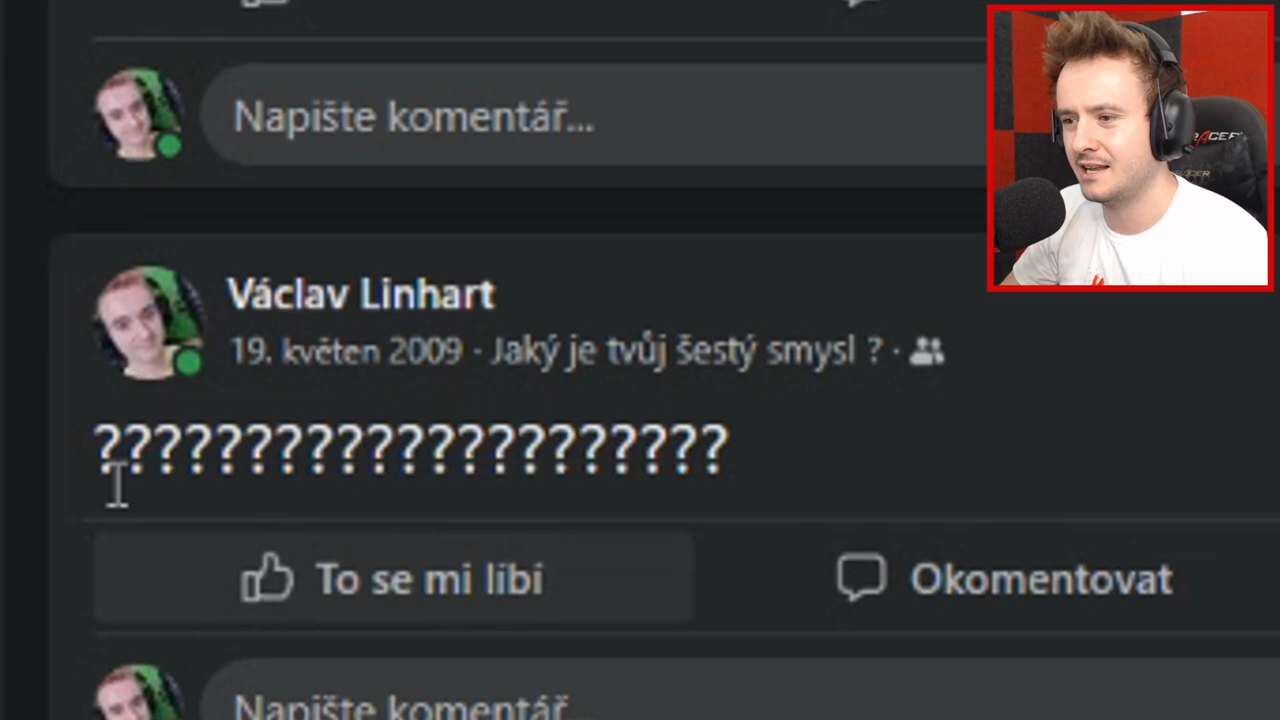 Napište komentář...
Václav Linhart
19. květen 2009 · Jaký je tvůj šestý smysl ? ·
?????????????????????
To se mi líbí
Okomentovat
Napište komentář...